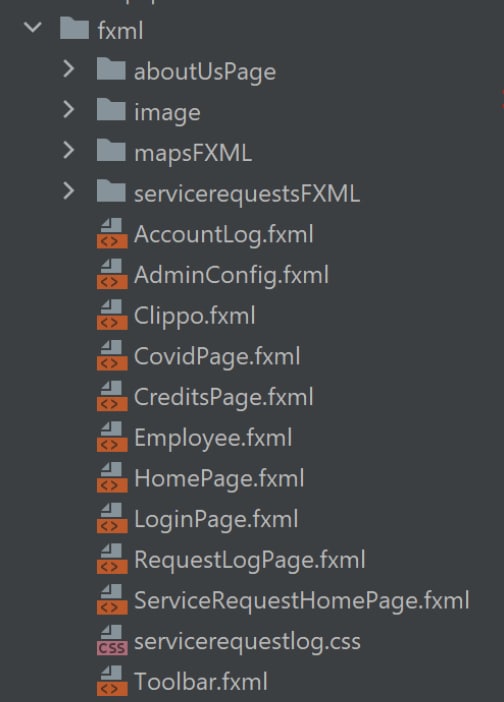 fxml
aboutUsPage
image
mapsFXML
servicerequestsFXML
<> AccountLog.fxml
<> AdminConfig.fxml
<> Clippo.fxml
<> CovidPage.fxml
<> CreditsPage.fxml
<> Employee.fxml
<> HomePage.fxml
<> LoginPage.fxml
<> RequestLogPage.fxml
<> ServiceRequestHomePage.fxml
CSS servicerequestlog.css
<> Toolbar.fxml